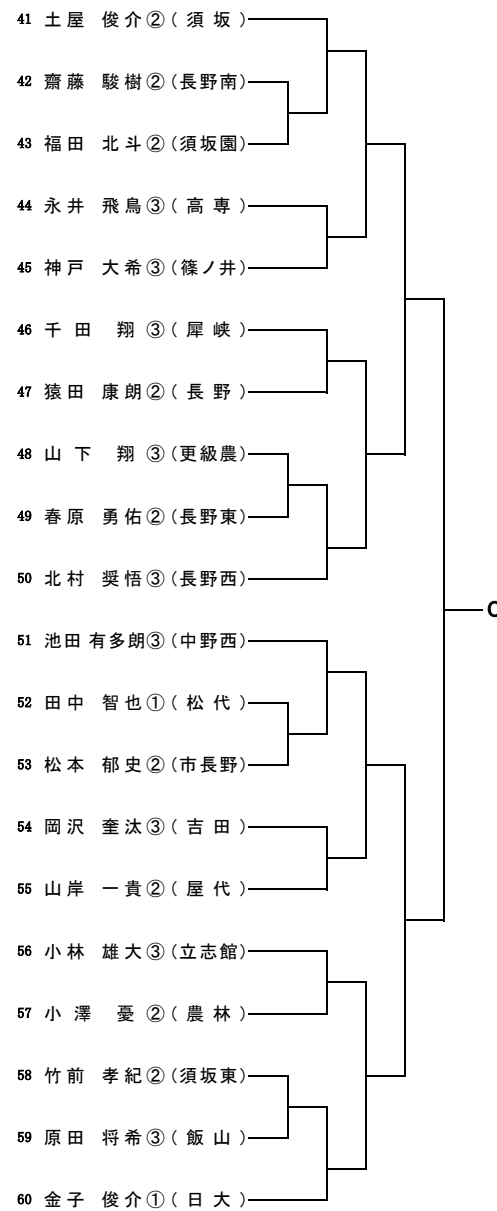 41 土屋 俊介②(須坂)
42 齋藤 駿樹②(長野南)
43 福田 北斗②(須坂園)
44 永井 飛鳥③(高専)
45 神戸 大希③(篠ノ井)
46 千田 翔③(犀峡)
47 猿田 康朗②(長野)
48 山下 翔③(更級農)
49 春原 勇佑②(長野東)
50 北村 奨悟③(長野西)
C
51 池田 有多朗③(中野西)
52 田中 智也①(松代)
53 松本 郁史②(市長野)
54 岡沢 奎汰③(吉田)
55 山岸 一貴②(屋代)
56 小林 雄大③(立志館)
57 小澤 憂②(農林)
58 竹前 孝紀②(須坂東)
59 原田 将希③(飯山)
60 金子 俊介①(日大)